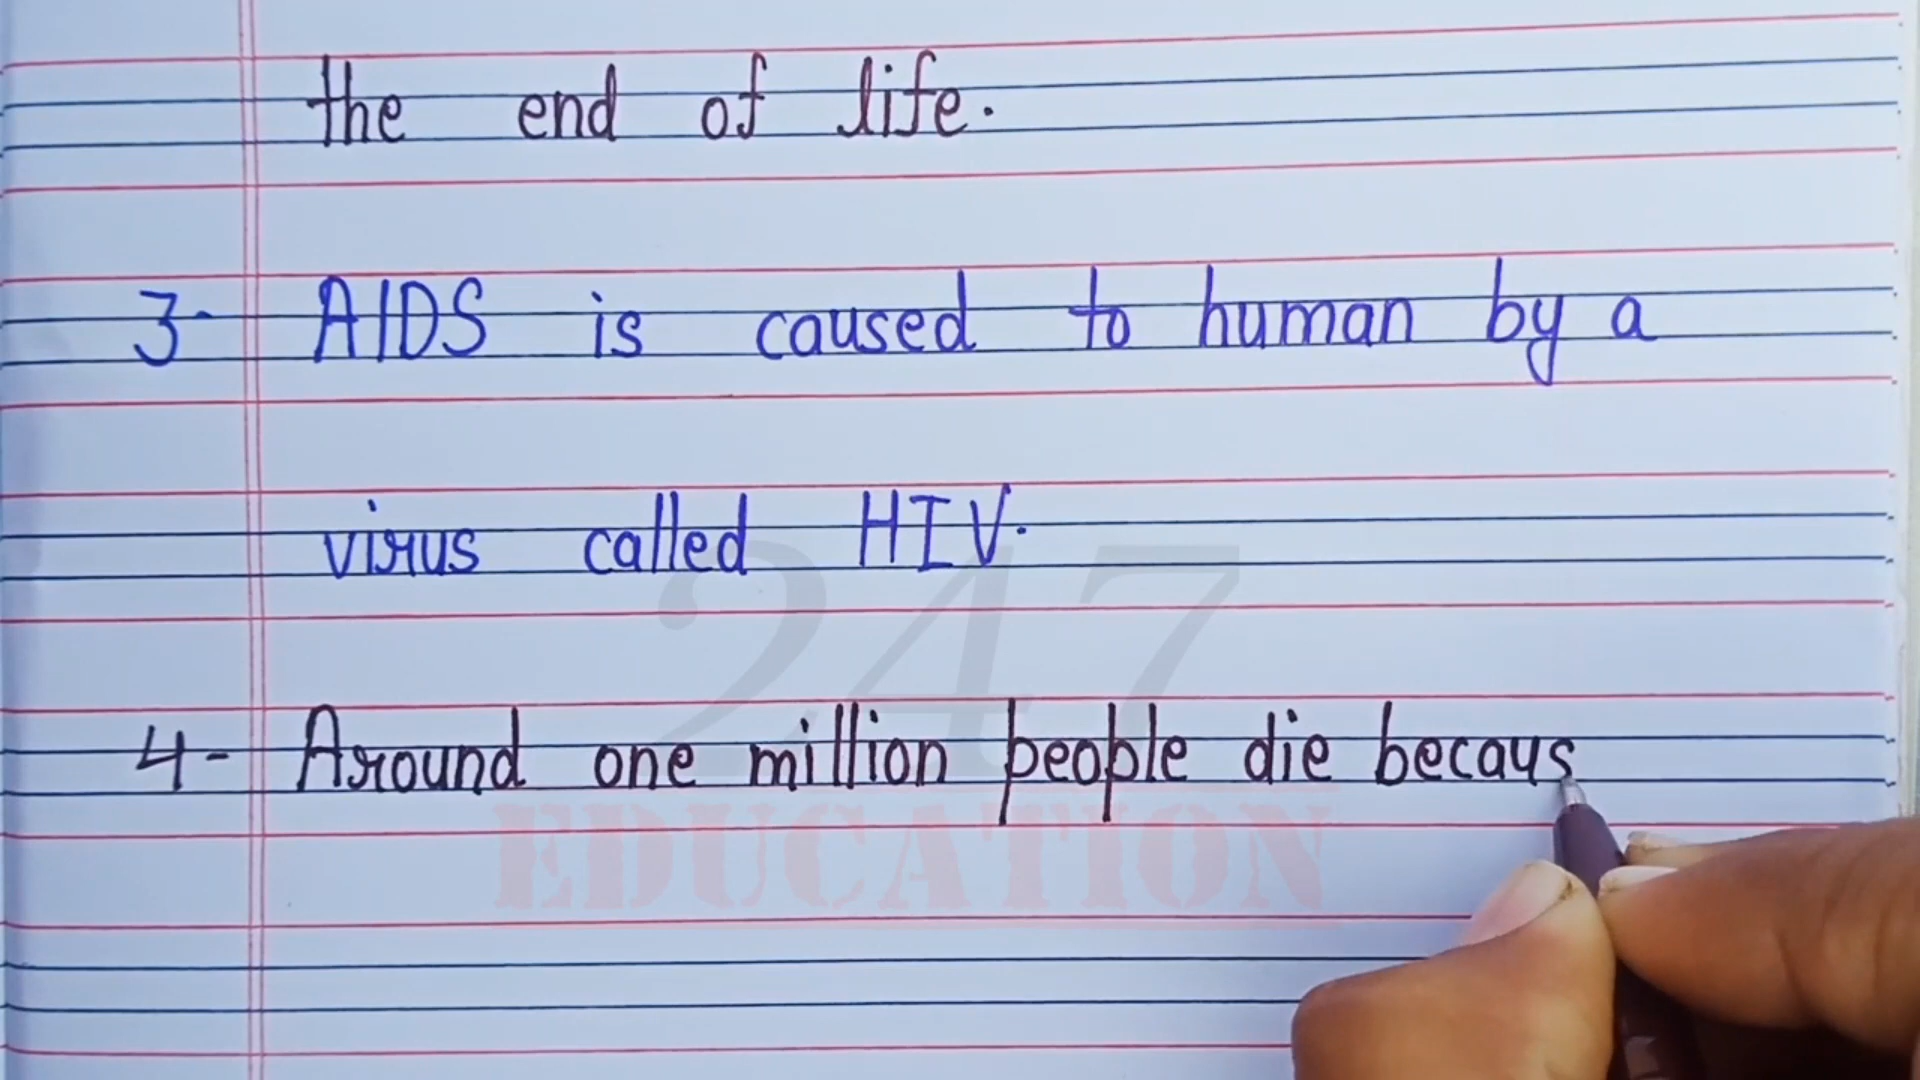 the end of life.
3- AIDS is caused to human by a
virus called HIV.
247
4- Around one million people die becaus
EDUCATION